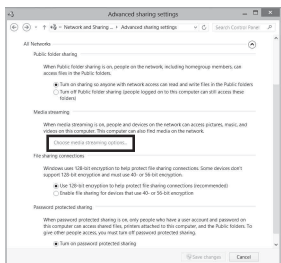 Advanced sharing settings
« Network and Sharing... › Advanced sharing settings
Search Control Panel
All Networks
Public folder sharing
When Public folder sharing is on, people on the network, including homegroup members, can
access files in the Public folders.
Turn on sharing so anyone with network access can read and write files in the Public folders
Turn off Public folder sharing (people logged on to this computer can still access these
folders)
Media streaming
When media streaming is on, people and devices on the network can access pictures, music, and
videos on this computer. This computer can also find media on the network.
Choose media streaming options...
File sharing connections
Windows uses 128-bit encryption to help protect file sharing connections. Some devices don't
support 128-bit encryption and must use 40- or 56-bit encryption.
Use 128-bit encryption to help protect file sharing connections (recommended)
Enable file sharing for devices that use 40- or 56-bit encryption
Password protected sharing
When password protected sharing is on, only people who have a user account and password on
this computer can access shared files, printers attached to this computer, and the Public folders. To
give other people access, you must turn off password protected sharing.
Turn on password protected sharing
Save changes Cancel